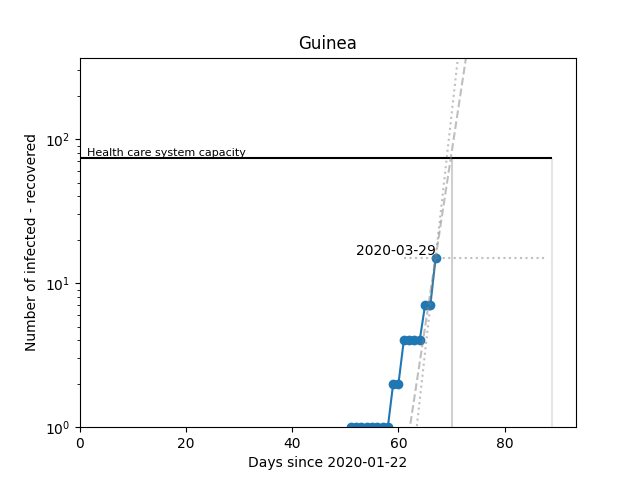 Guinea
Number of infected - recovered
10²
10¹
10⁰
Health care system capacity
2020-03-29
0 20 40 60 80
Days since 2020-01-22